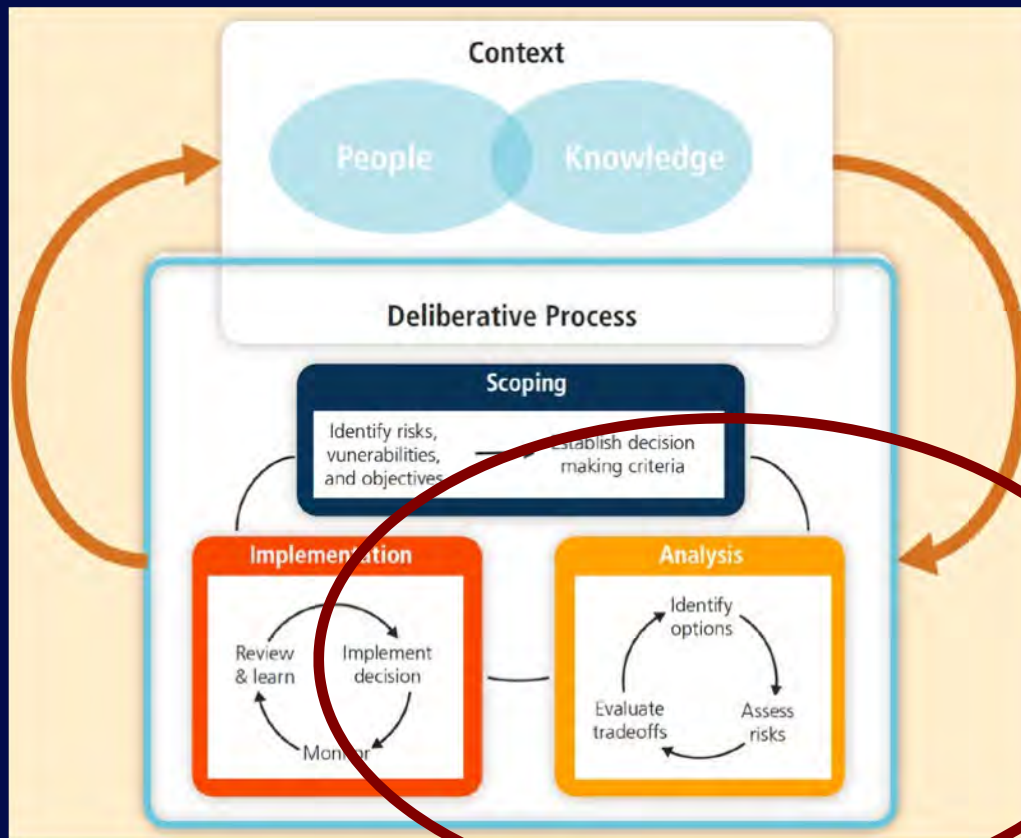 Context
People
Knowledge
Deliberative Process
Scoping
Identify risks,
vunerabilities,
and objectives
Establish decision
making criteria
Implementation
Review
& learn
Implement
decision
Monitor
Analysis
Identify
options
Evaluate
tradeoffs
Assess
risks